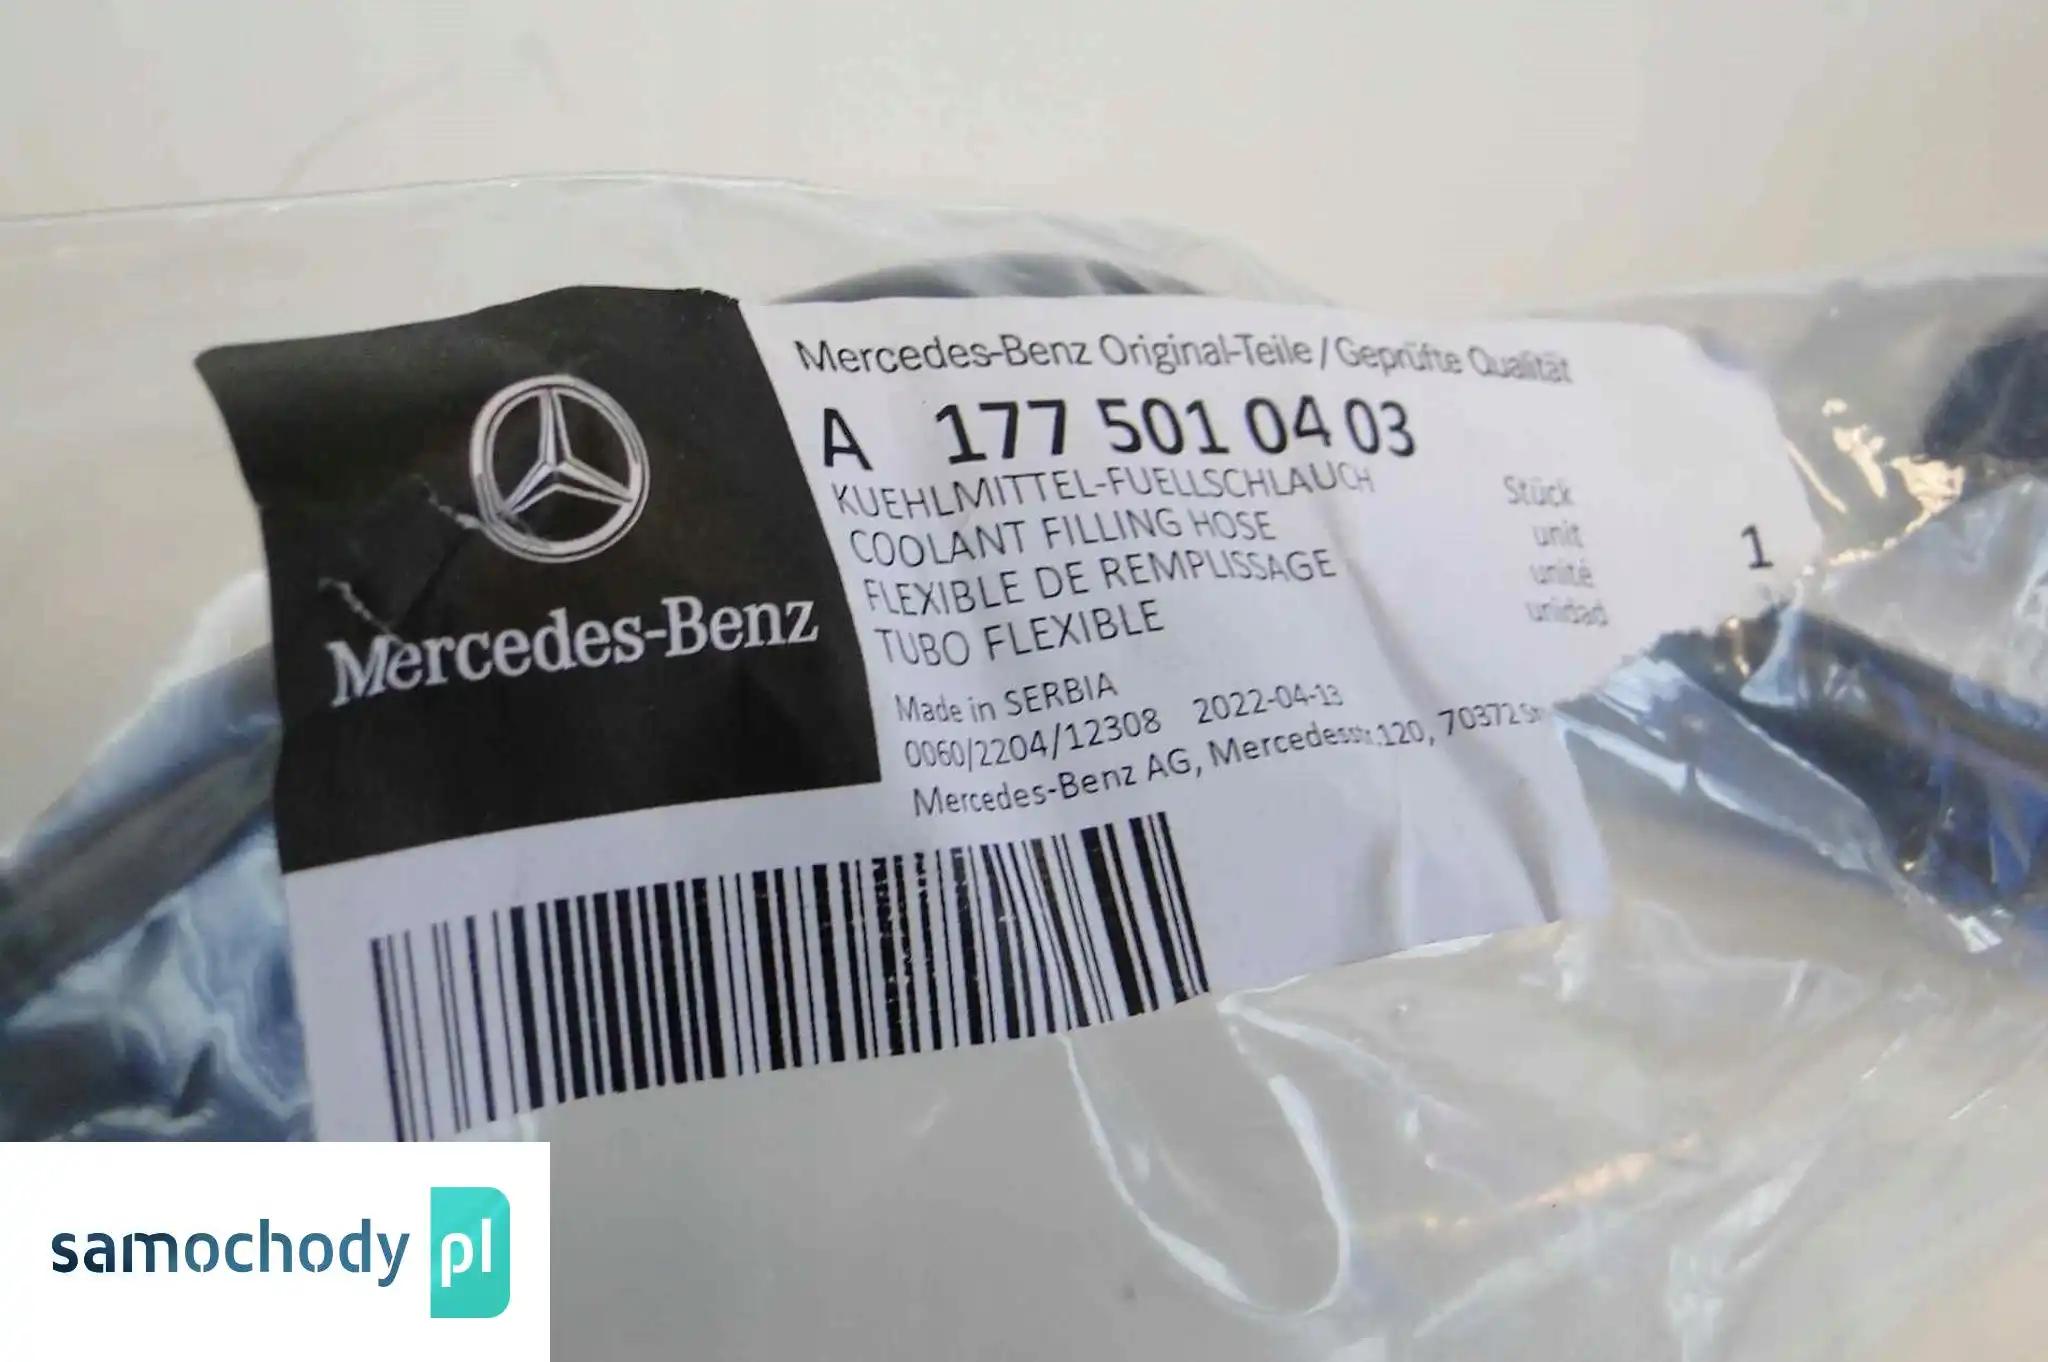 Mercedes-Benz Original-Teile / Geprüfte Qualität
A 177 501 04 03
KUEHLMITTEL-FUELLSCHLAUCH
COOLANT FILLING HOSE
FLEXIBLE DE REMPLISSAGE
TUBO FLEXIBLE
Stück
unit
unité
unidad
1
Made in SERBIA
0060/2204/12308 2022-04-13
Mercedes-Benz AG, Mercedesstr.120, 70372
Mercedes-Benz
samochody pl